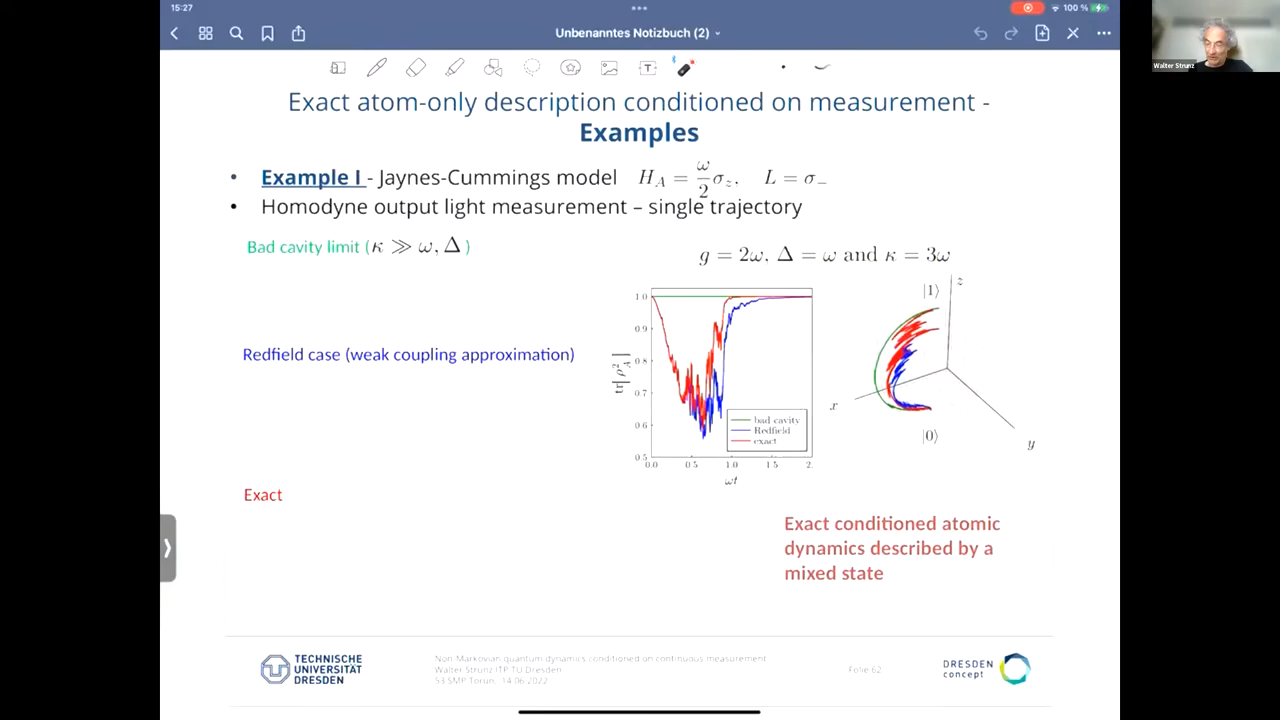 15:27
100 %
Unbenanntes Notizbuch (2)
Walter Strunz
Exact atom-only description conditioned on measurement -
Examples
• Example I - Jaynes-Cummings model H_A = ω/2 σ_z, L = σ_−
• Homodyne output light measurement – single trajectory
Bad cavity limit (κ ≫ ω, Δ)
g = 2ω, Δ = ω and κ = 3ω
Redfield case (weak coupling approximation)
Exact
tr[ρ_A^2]
1.0
0.9
0.8
0.7
0.6
0.5
0.0 0.5 1.0 1.5 2.
ωt
bad cavity
Redfield
exact
|1⟩
z
x
|0⟩
y
Exact conditioned atomic
dynamics described by a
mixed state
TECHNISCHE
UNIVERSITÄT
DRESDEN
Non-Markovian quantum dynamics conditioned on continuous measurement
Walter Strunz ITP TU Dresden
53 SMP Torun, 14.06.2022
Folie 62
DRESDEN
concept